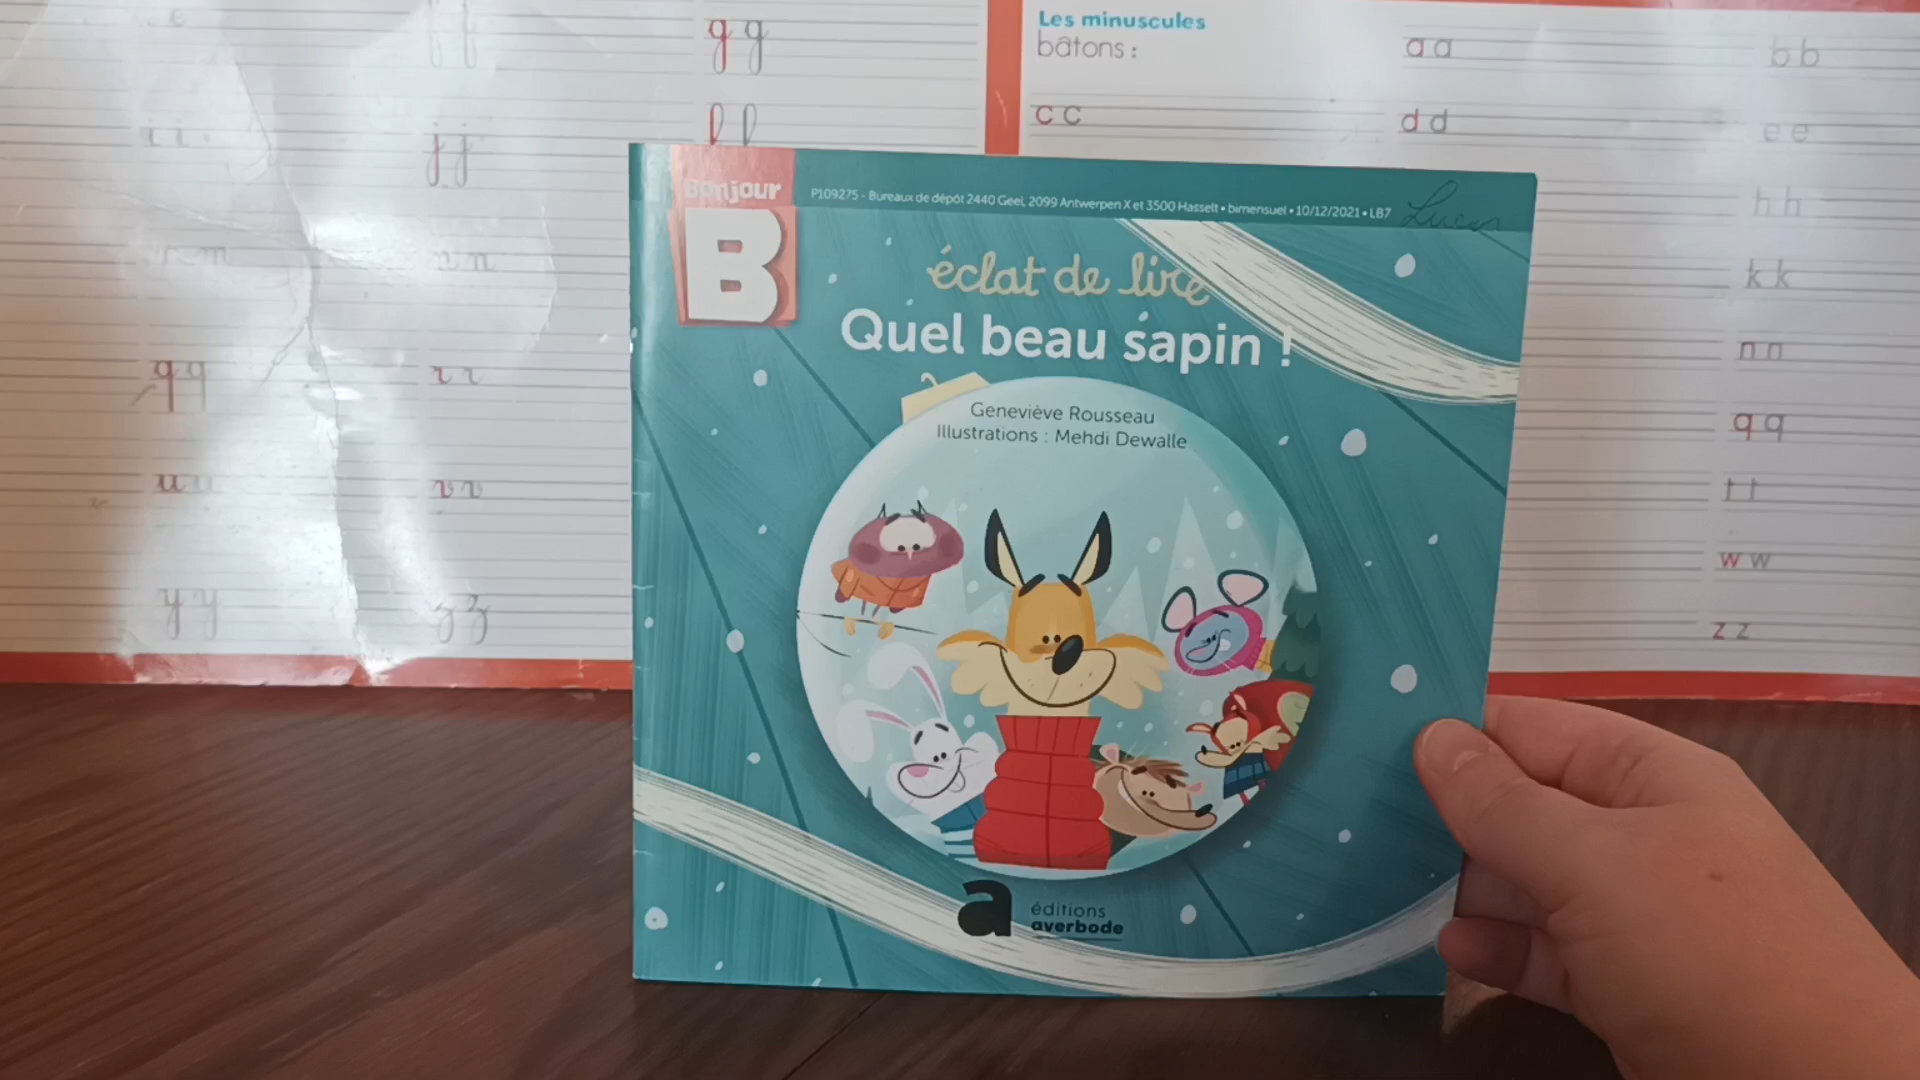 g g
l l
i i
j j
n n
q q
r r
u u
v v
y y
z z
Les minuscules
bâtons :
a a
b b
c c
d d
e e
h h
k k
n n
q q
t t
w w
z z
Bonjour
B
P109275 - Bureaux de dépôt 2440 Geel, 2099 Antwerpen X et 3500 Hasselt • bimensuel • 10/12/2021 • LB7
Lucas
éclat de lire
Quel beau sapin !
Geneviève Rousseau
Illustrations : Mehdi Dewalle
a
éditions
averbode